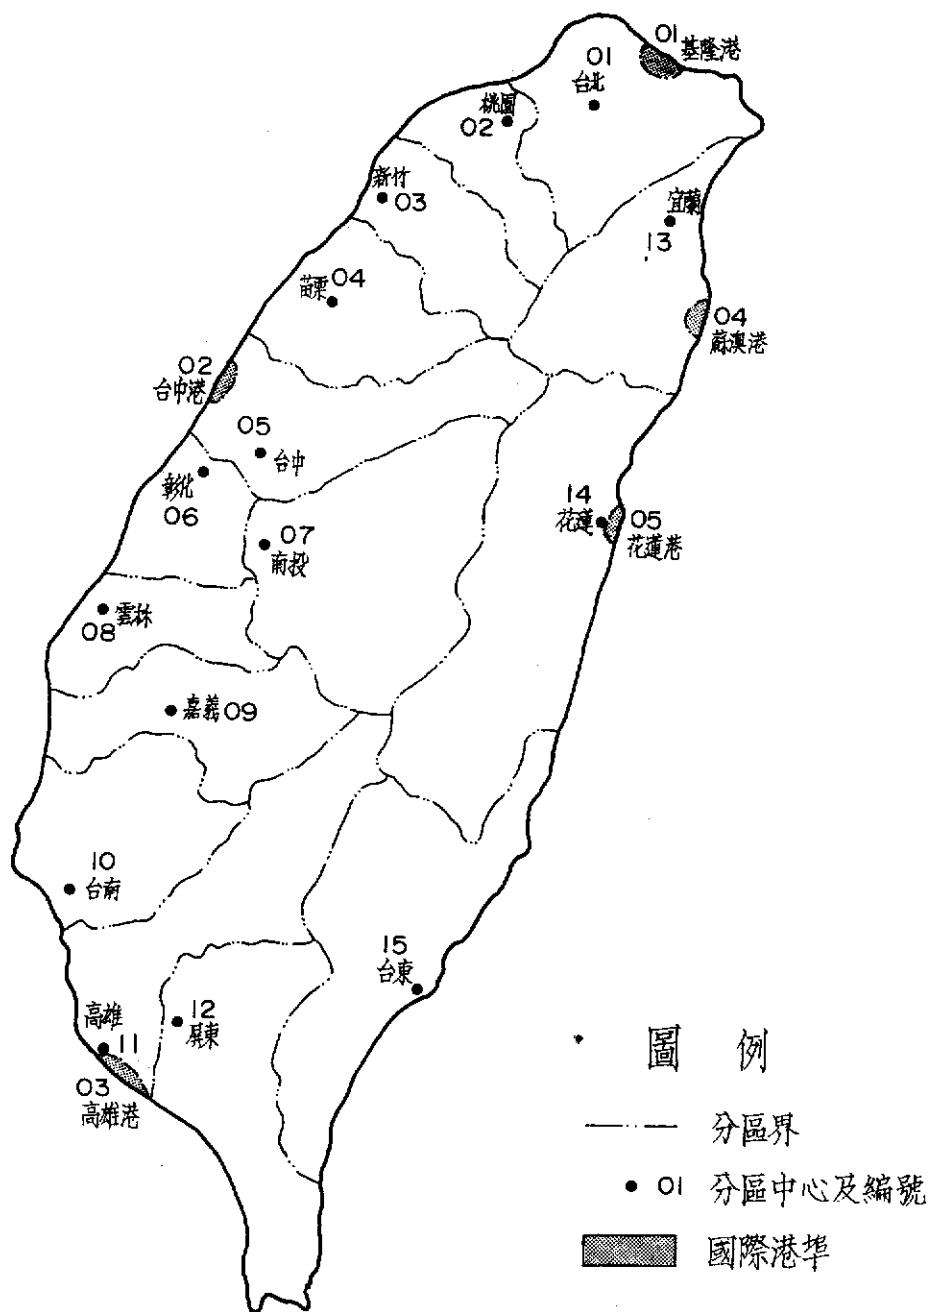 01
基隆港
01
台北
桃園
02
新竹
03
宜蘭
13
苗栗 04
04
蘇澳港
02
台中港
05
台中
彰化
06
14
花蓮
05
花蓮港
07
南投
雲林
08
嘉義 09
10
台南
15
台東
高雄
11
12
屏東
03
高雄港
圖 例
分區界
01 分區中心及編號
國際港埠